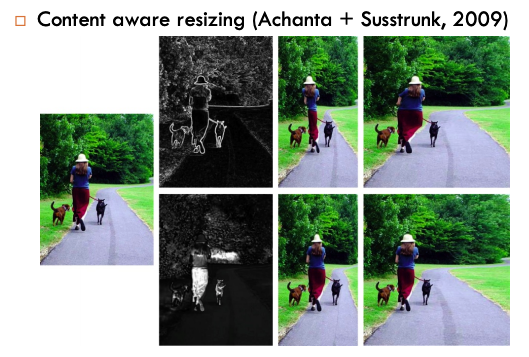 Content aware resizing (Achanta + Susstrunk, 2009)